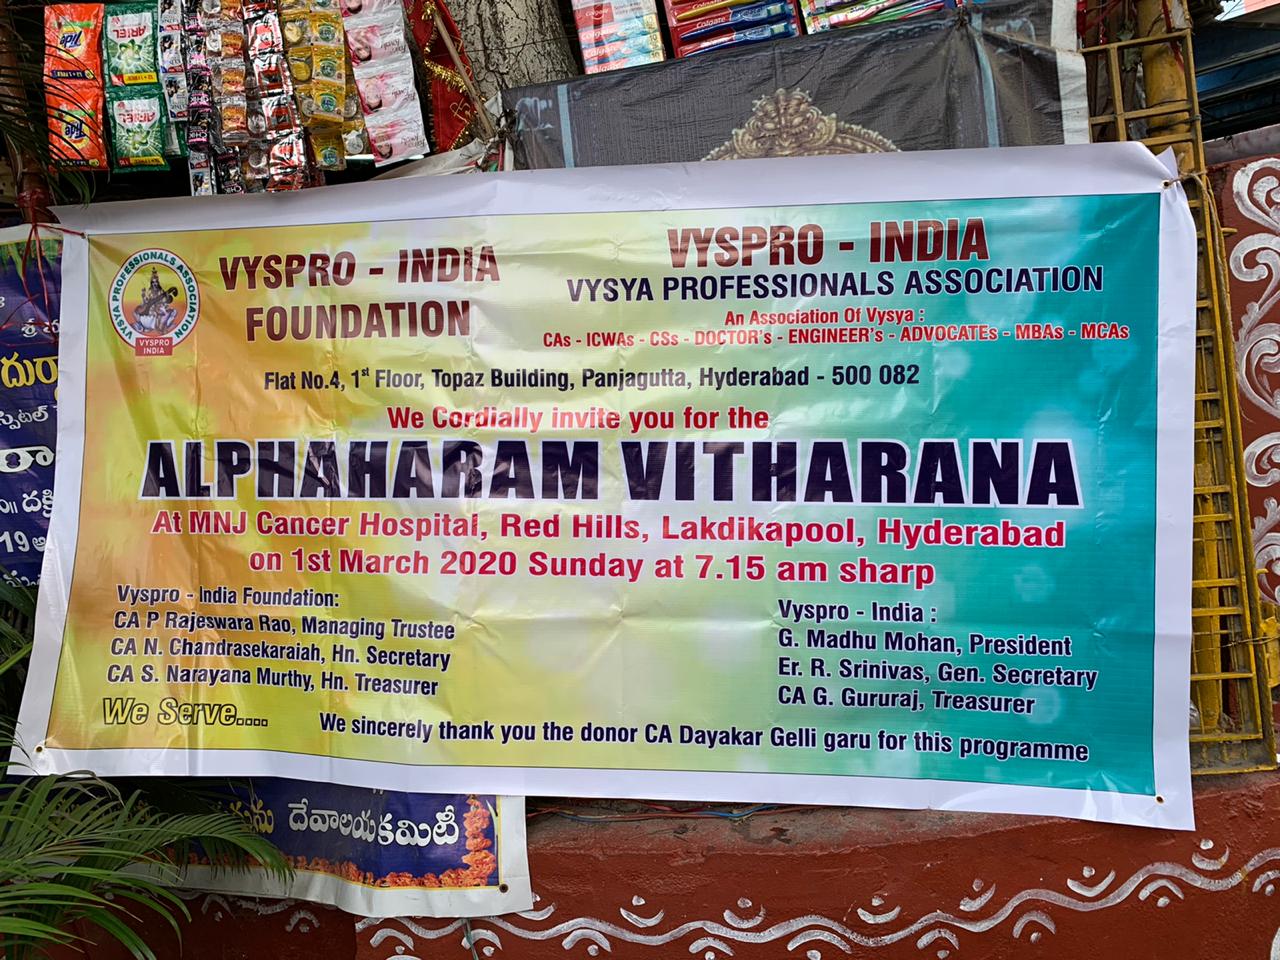 Tide
ARIEL
Tide
ARIEL
Colgate
Colgate
VYSYA PROFESSIONALS ASSOCIATION
VYSPRO
INDIA
VYSPRO - INDIA
FOUNDATION
VYSPRO - INDIA
VYSYA PROFESSIONALS ASSOCIATION
An Association Of Vysya :
CAs - ICWAs - CSs - DOCTOR's - ENGINEER's - ADVOCATEs - MBAs - MCAs
Flat No.4, 1st Floor, Topaz Building, Panjagutta, Hyderabad - 500 082
We Cordially invite you for the
ALPHAHARAM VITHARANA
At MNJ Cancer Hospital, Red Hills, Lakdikapool, Hyderabad
on 1st March 2020 Sunday at 7.15 am sharp
Vyspro - India Foundation:
CA P Rajeswara Rao, Managing Trustee
CA N. Chandrasekaraiah, Hn. Secretary
CA S. Narayana Murthy, Hn. Treasurer
Vyspro - India :
G. Madhu Mohan, President
Er. R. Srinivas, Gen. Secretary
CA G. Gururaj, Treasurer
We Serve....
We sincerely thank you the donor CA Dayakar Gelli garu for this programme
దేవాలయకమిటీ